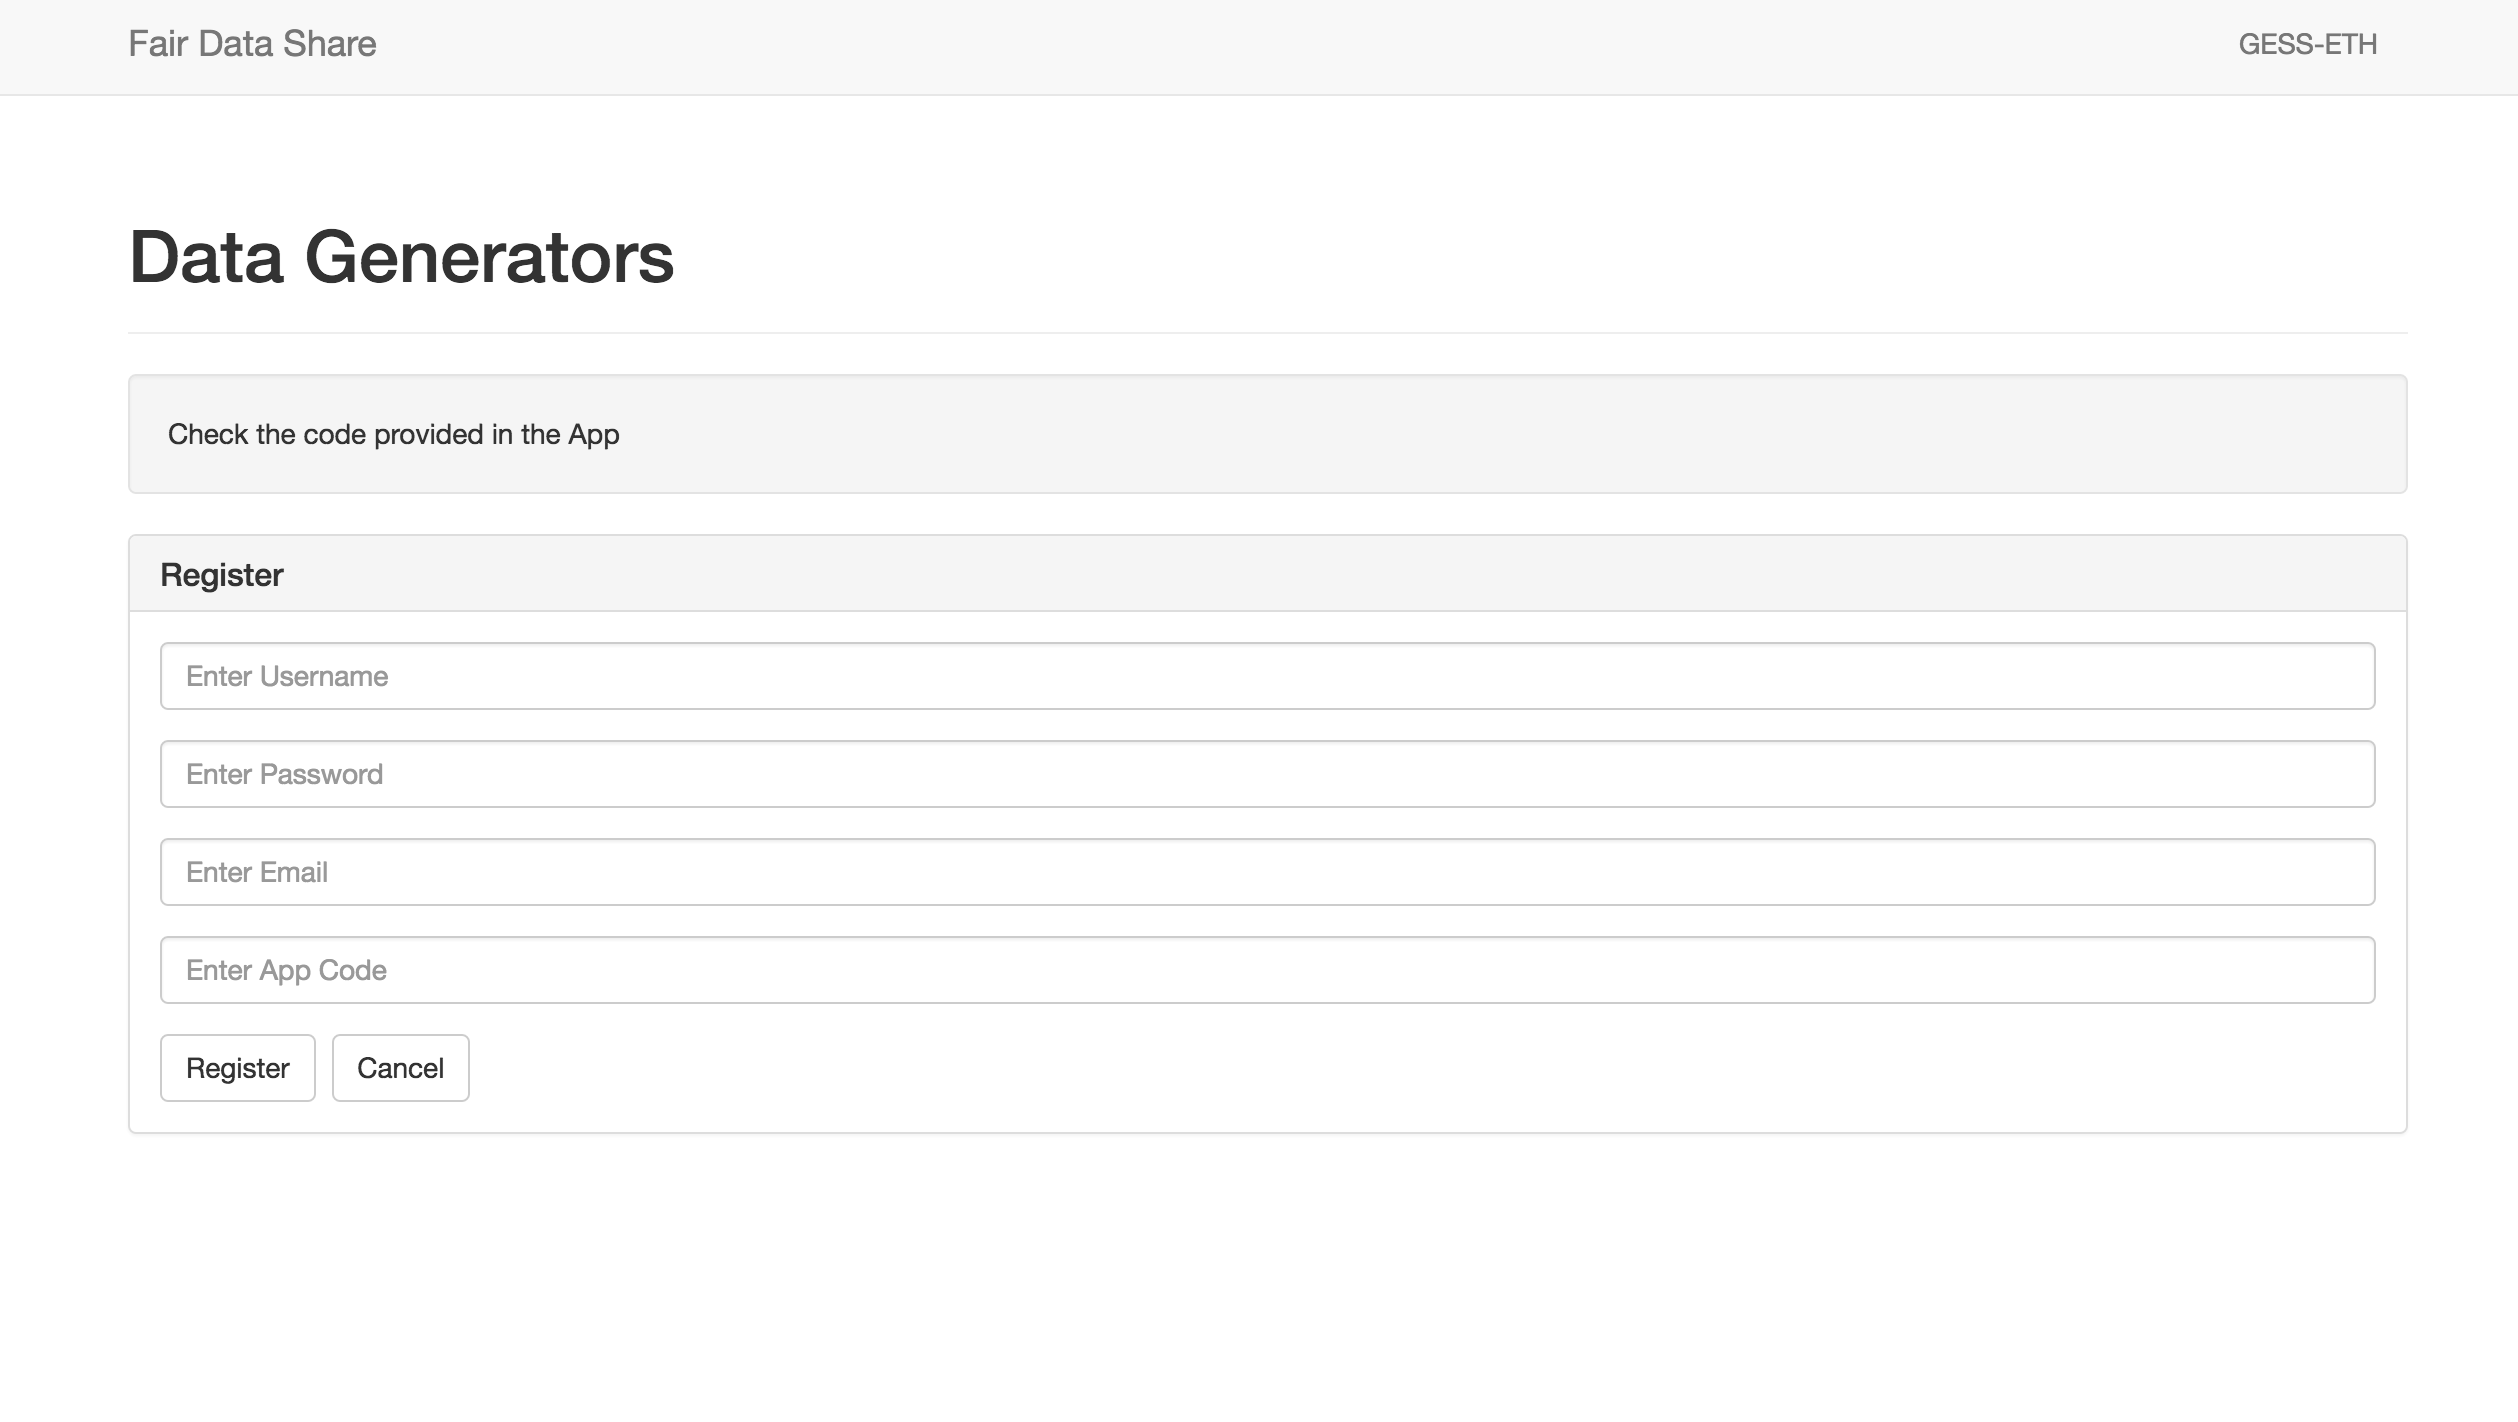 Fair Data Share
GESS-ETH
Data Generators
Check the code provided in the App
Register
Enter Username
Enter Password
Enter Email
Enter App Code
Register
Cancel